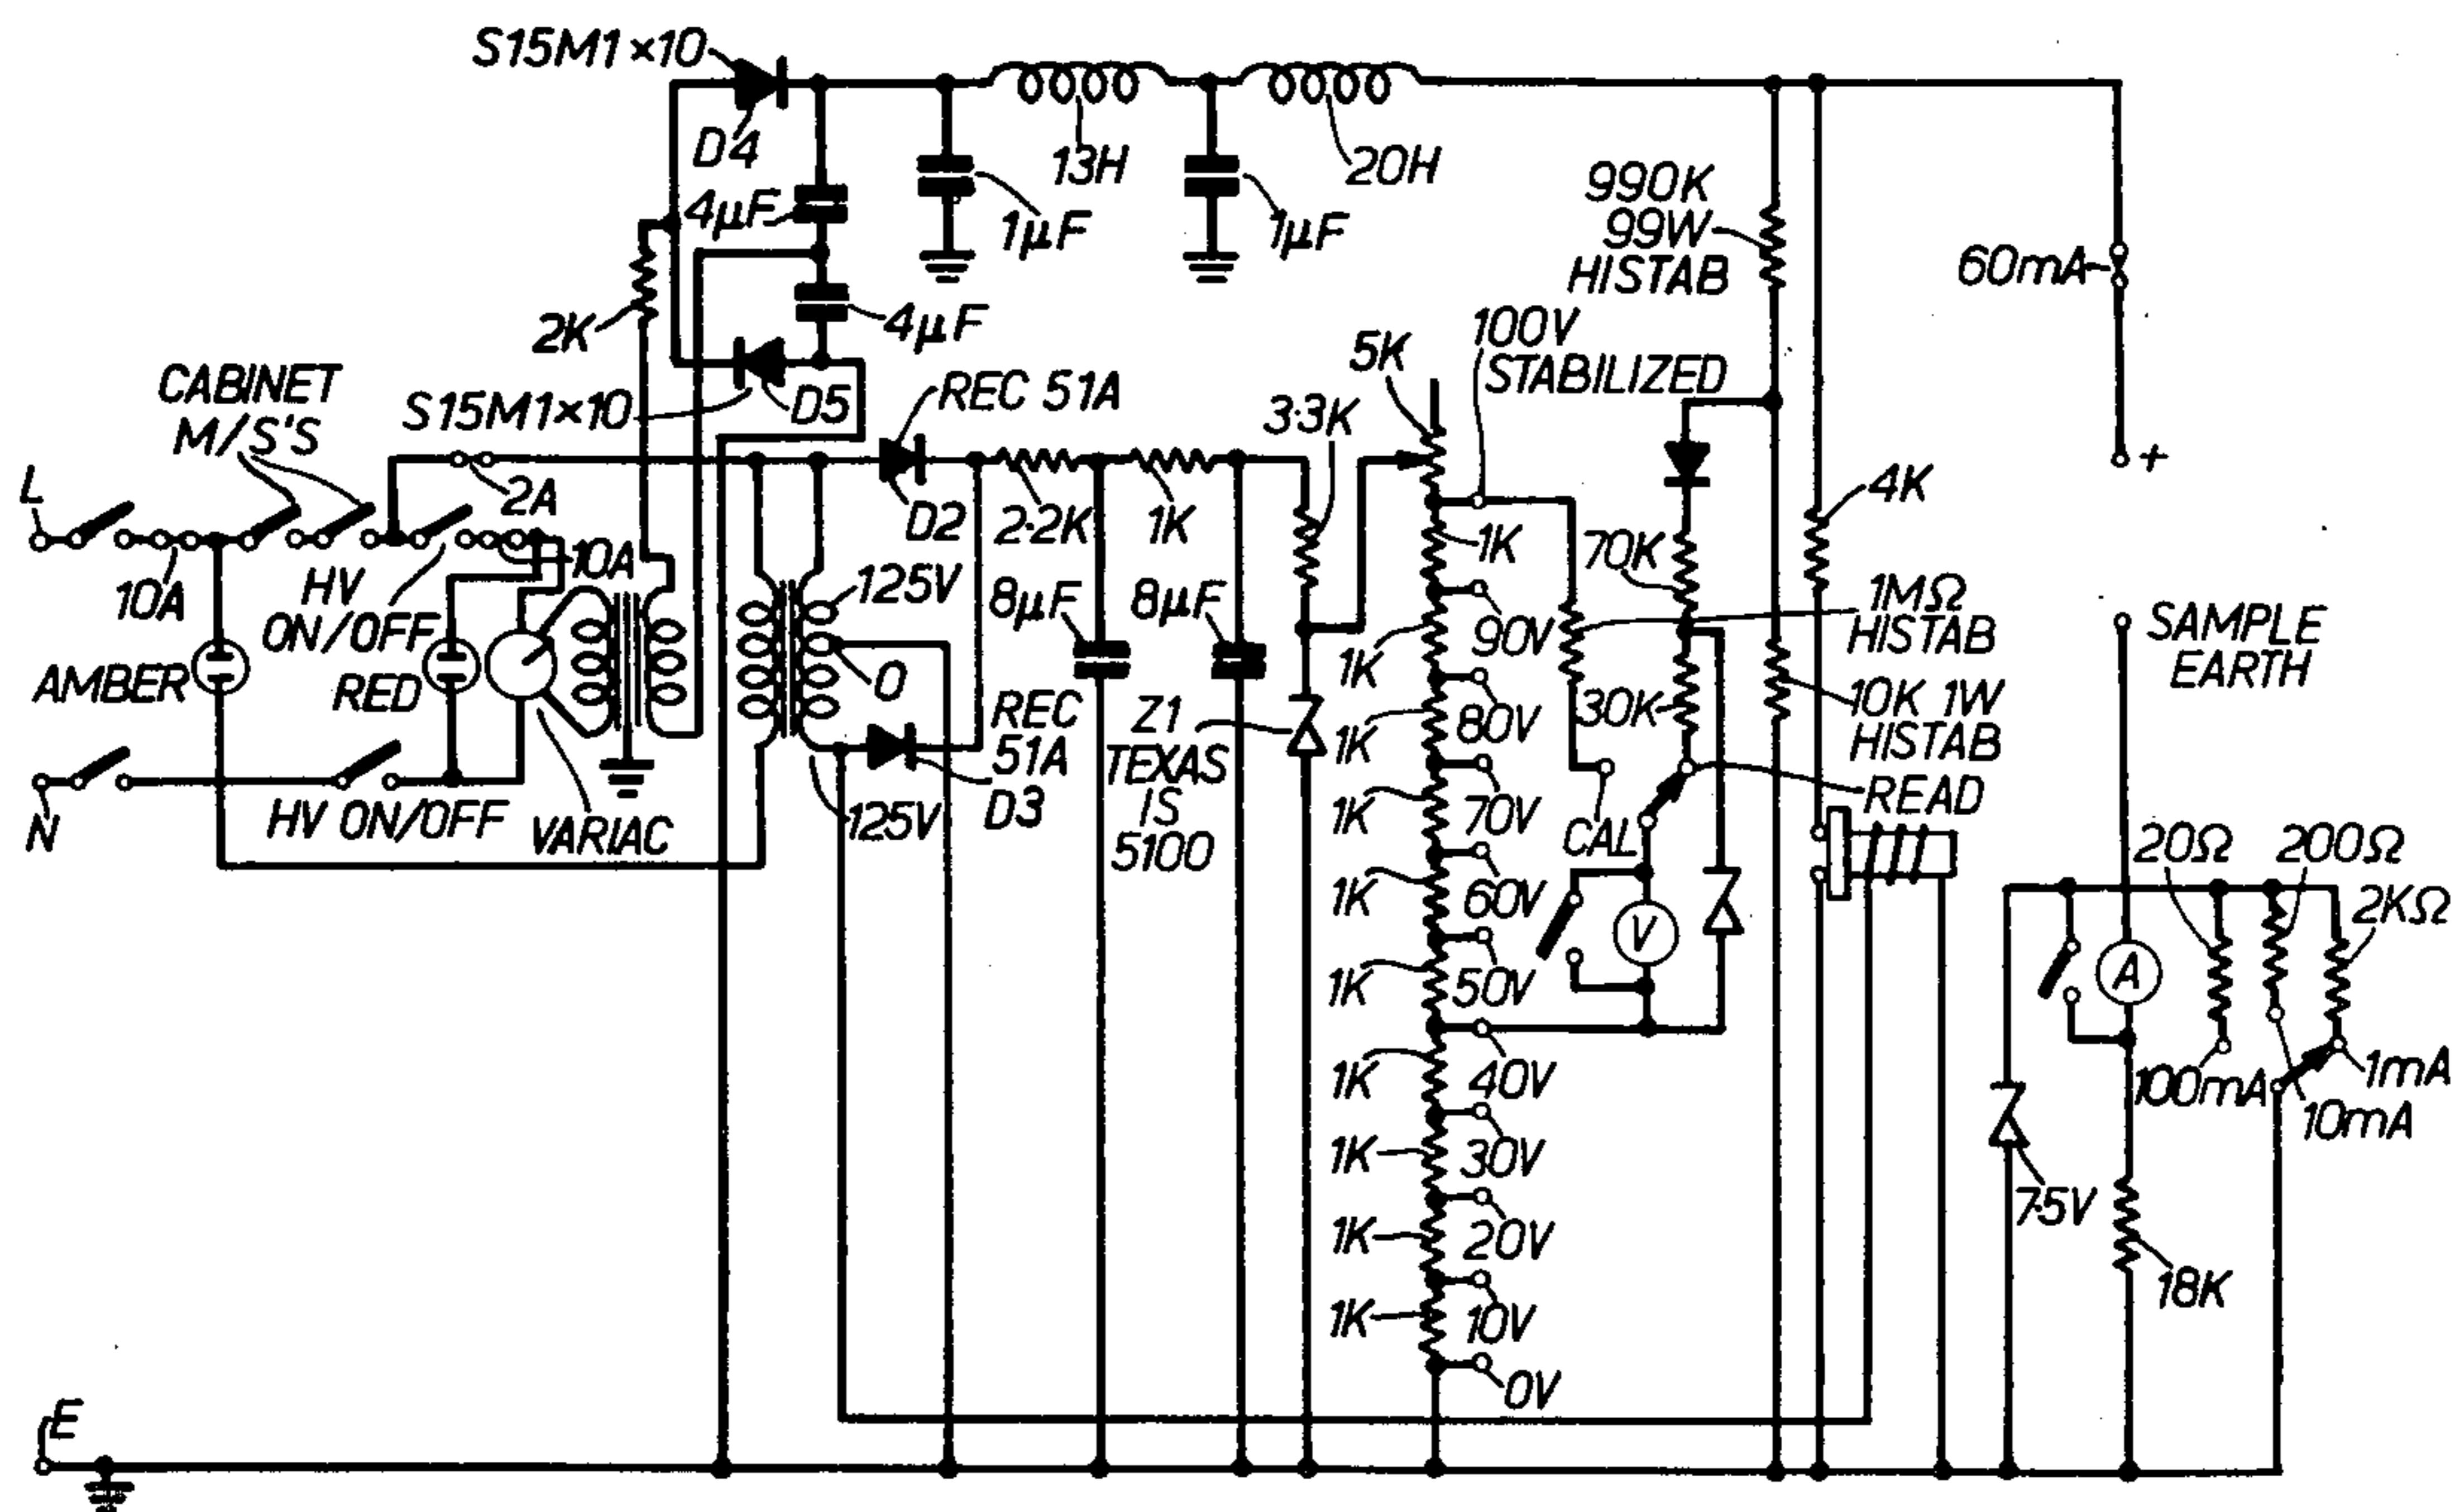 S15M1×10
D4
4μF
1μF
13H
1μF
20H
990K
99W
HISTAB
60mA
2K
4μF
CABINET
M/S'S
S15M1×10
D5
REC 51A
3·3K
5K
100V
STABILIZED
+
L
2A
D2
2·2K
1K
1K
70K
4K
10A
HV
ON/OFF
10A
125V
8μF
8μF
90V
1MΩ
HISTAB
SAMPLE
EARTH
AMBER
RED
O
REC
51A
D3
Z1
TEXAS
IS
5100
1K
80V
30K
10K 1W
HISTAB
1K
70V
READ
N
HV ON/OFF
VARIAC
125V
1K
CAL
20Ω
200Ω
2KΩ
1K
60V
V
A
1K
50V
1K
40V
100mA
10mA
1mA
1K
30V
7·5V
1K
20V
18K
1K
10V
0V
E